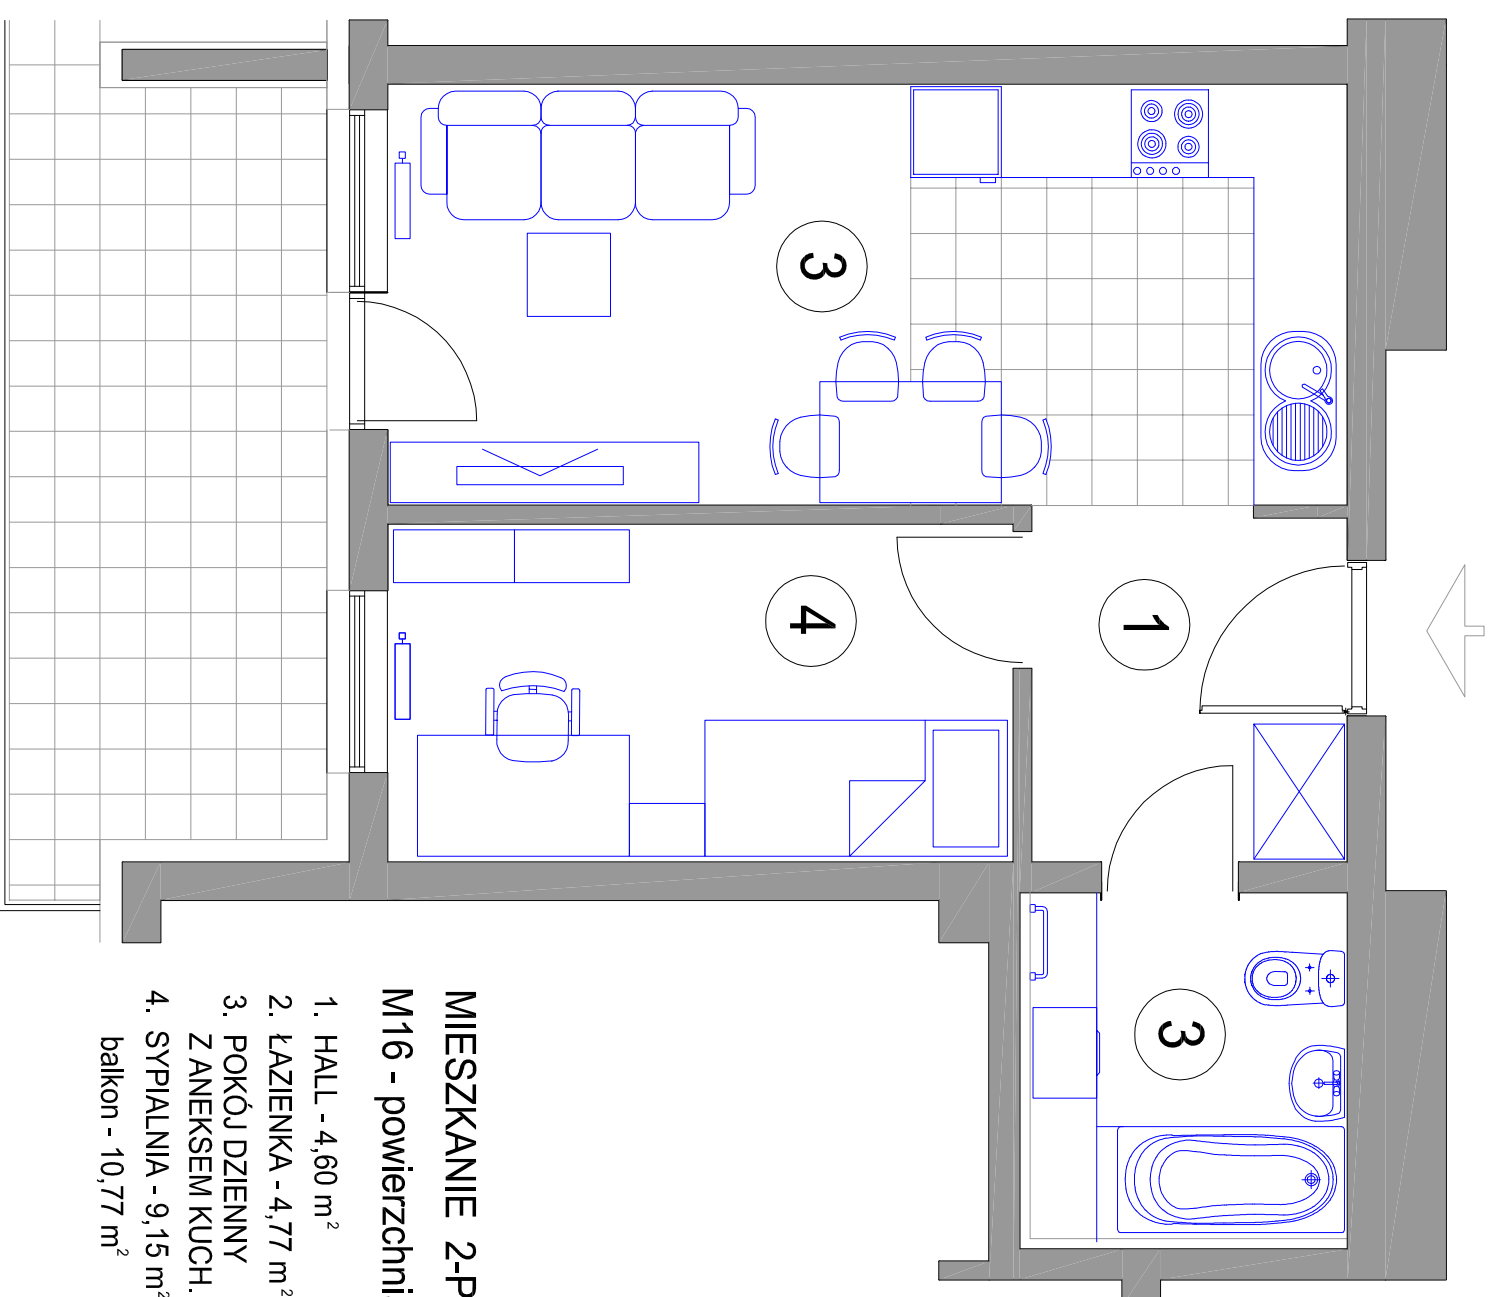 3
4
1
3
MIESZKANIE 2-P
M16 - powierzchni
1. HALL - 4,60 m²
2. ŁAZIENKA - 4,77 m²
3. POKÓJ DZIENNY
Z ANEKSEM KUCH.
4. SYPIALNIA - 9,15 m²
balkon - 10,77 m²